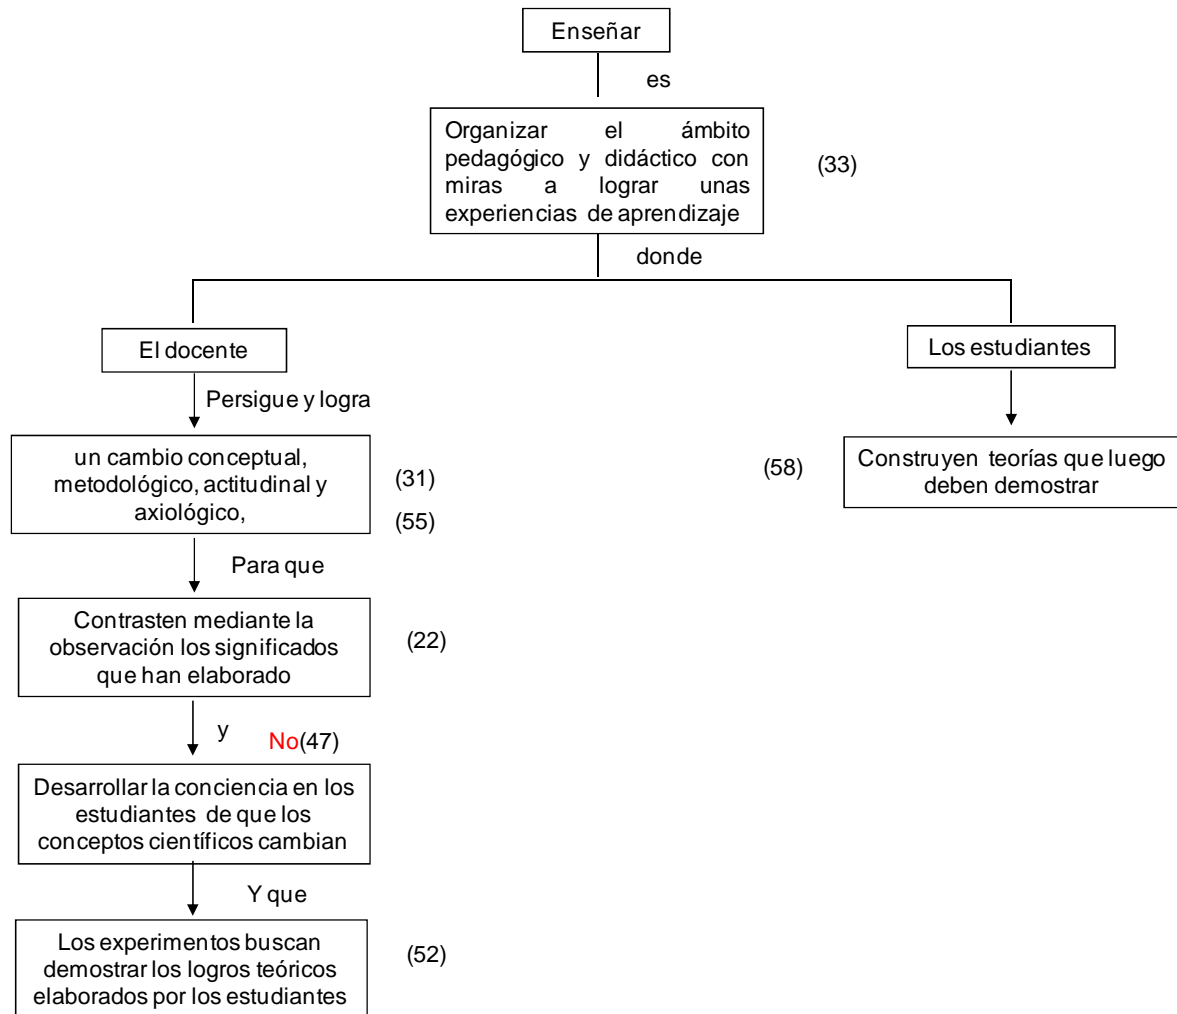 Enseñar
es
Organizar el ámbito
pedagógico y didáctico con
miras a lograr unas
experiencias de aprendizaje
(33)
donde
El docente
Los estudiantes
Persigue y logra
un cambio conceptual,
metodológico, actitudinal y
axiológico,
(31)
(55)
(58)
Construyen teorías que luego
deben demostrar
Para que
Contrasten mediante la
observación los significados
que han elaborado
(22)
y
No(47)
Desarrollar la conciencia en los
estudiantes de que los
conceptos científicos cambian
Y que
Los experimentos buscan
demostrar los logros teóricos
elaborados por los estudiantes
(52)